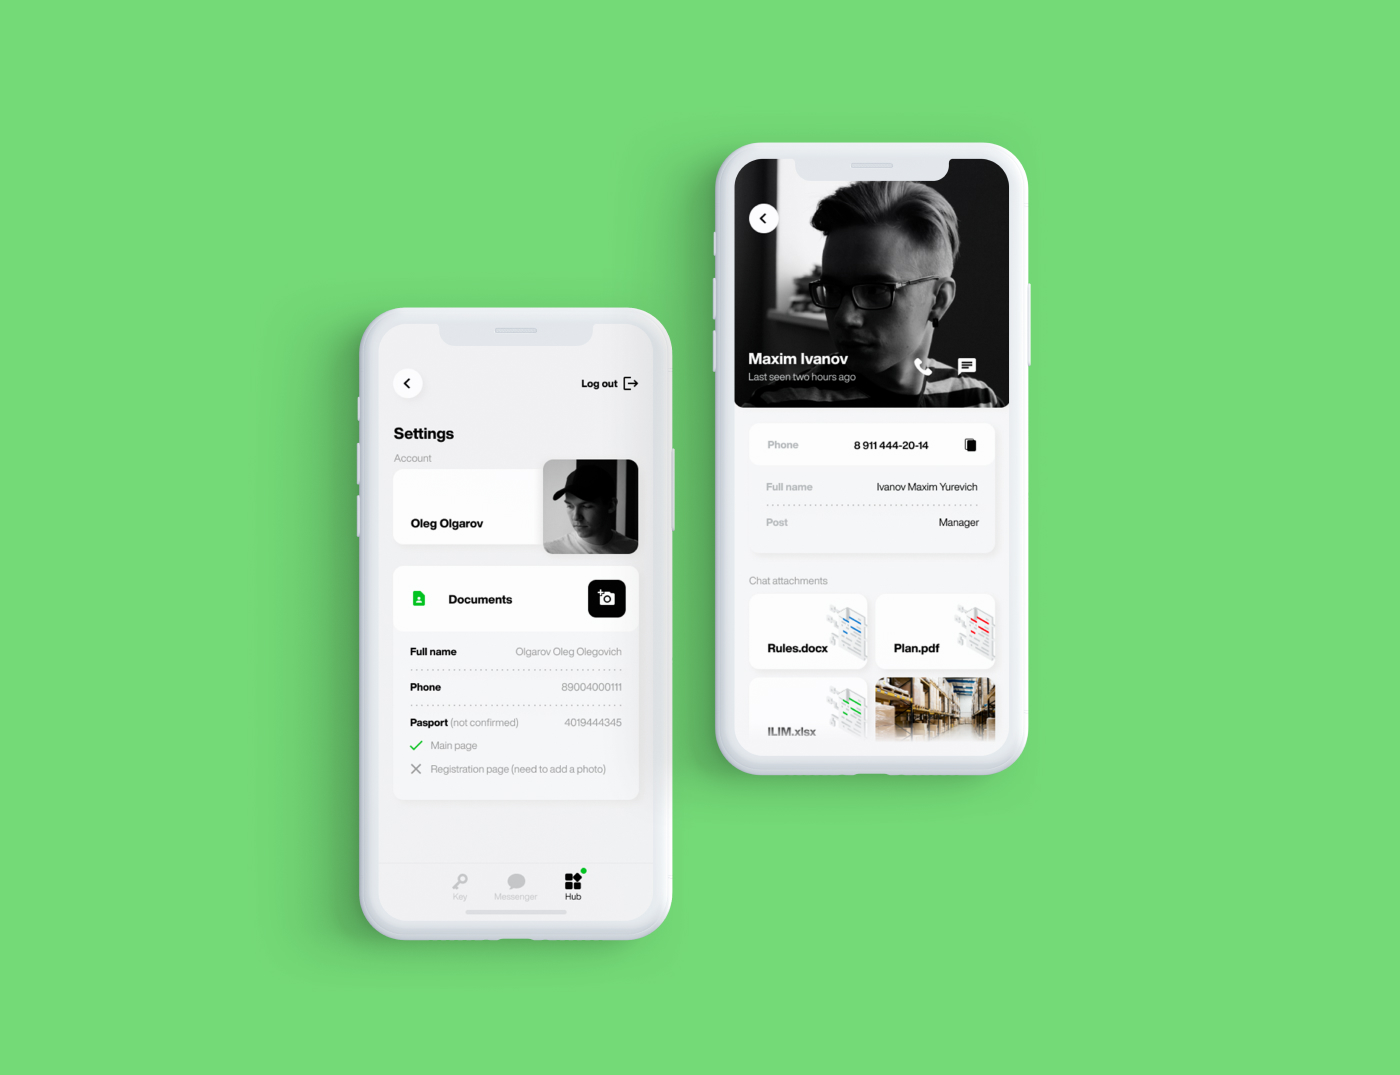 Log out
Settings
Account
Oleg Olgarov
Documents
Full name Olgarov Oleg Olegovich
Phone 89004000111
Pasport (not confirmed) 4019444345
Main page
Registration page (need to add a photo)
Key Messenger Hub
Maxim Ivanov
Last seen two hours ago
Phone 8 911 444-20-14
Full name Ivanov Maxim Yurevich
Post Manager
Chat attachments
Rules.docx Plan.pdf
ILIM.xlsx